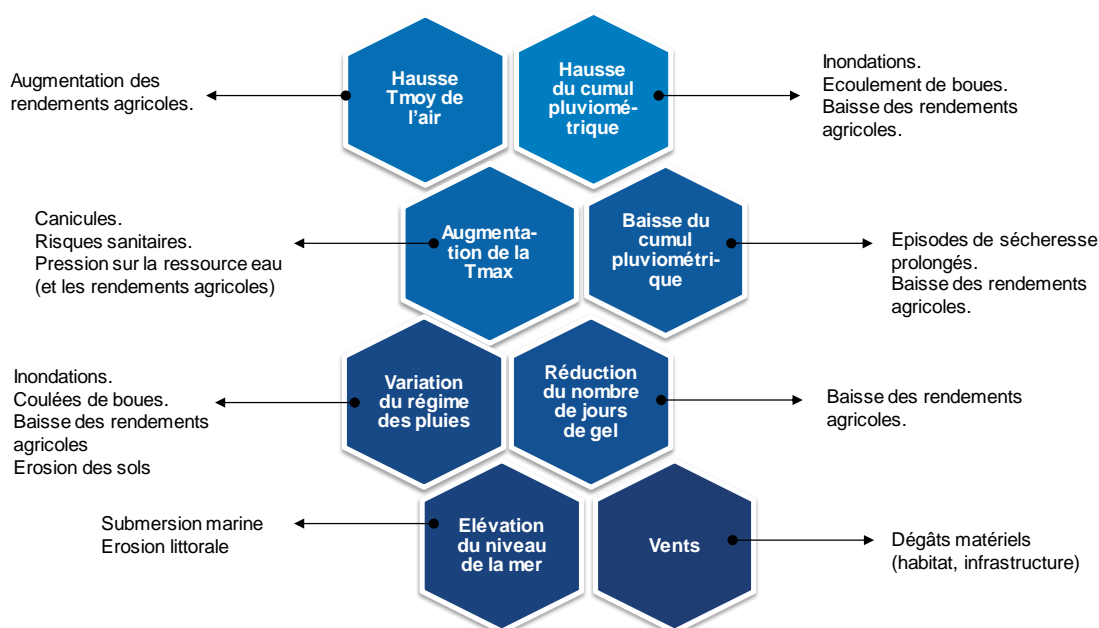 Augmentation des
rendements agricoles.
Hausse
Tmoy de
l'air
Hausse
du cumul
pluviomé-
trique
Inondations.
Ecoulement de boues.
Baisse des rendements
agricoles.
Canicules.
Risques sanitaires.
Pression sur la ressource eau
(et les rendements agricoles)
Augmenta-
tion de la
Tmax
Baisse du
cumul
pluviométri-
que
Episodes de sécheresse
prolongés.
Baisse des rendements
agricoles.
Inondations.
Coulées de boues.
Baisse des rendements
agricoles
Erosion des sols
Variation
du régime
des pluies
Réduction
du nombre
de jours
de gel
Baisse des rendements
agricoles.
Submersion marine
Erosion littorale
Elévation
du niveau
de la mer
Vents
Dégâts matériels
(habitat, infrastructure)